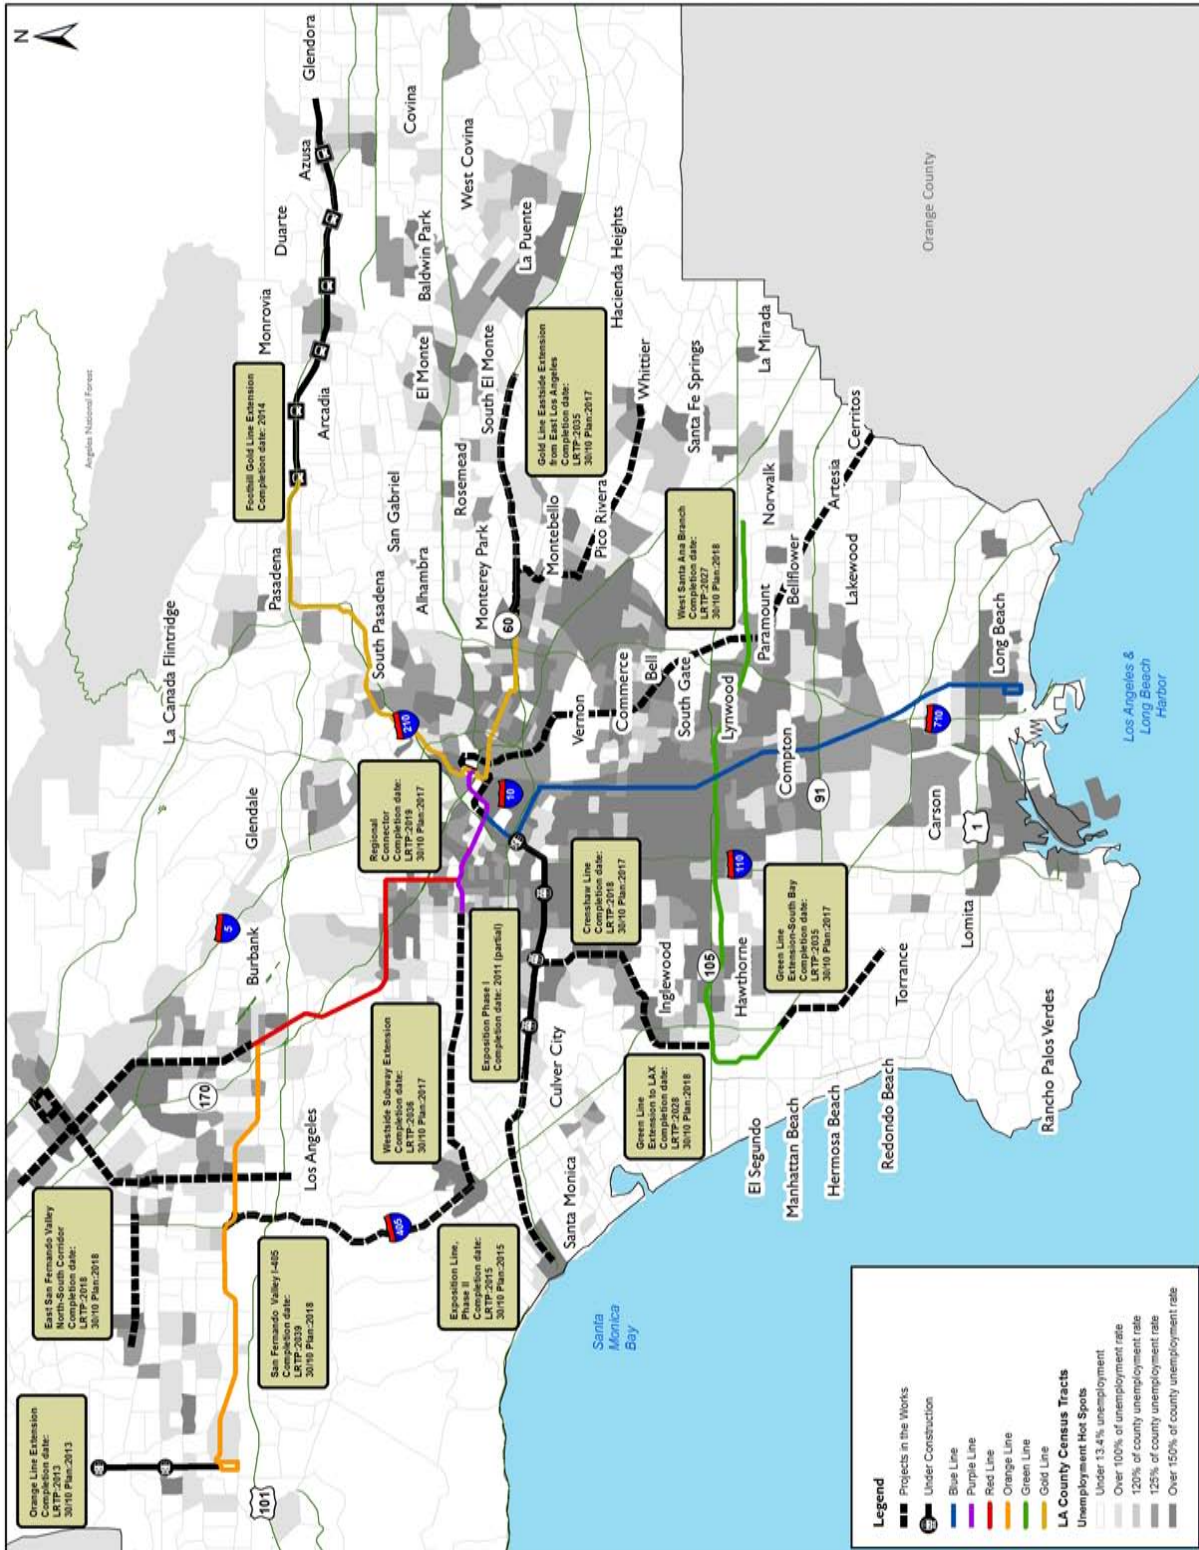 N
Glendora
Azusa
Duarte
Monrovia
Arcadia
Covina
West Covina
Baldwin Park
La Puente
El Monte
South El Monte
Hacienda Heights
Whittier
Angeles National Forest
Orange County
Foothill Gold Line Extension
Completion date: 2014
Gold Line Eastside Extension
from East Los Angeles
Completion date:
LRTP:2035
30/10 Plan:2017
La Mirada
Santa Fe Springs
Cerritos
Artesia
Norwalk
Rosemead
San Gabriel
Monterey Park
Montebello
Pico Rivera
Alhambra
Pasadena
South Pasadena
La Canada Flintridge
60
West Santa Ana Branch
Completion date:
LRTP:2027
30/10 Plan:2018
Bellflower
Lakewood
Paramount
Long Beach
Los Angeles &
Long Beach
Harbor
Commerce
Bell
South Gate
Vernon
Lynwood
Compton
210
10
710
91
Carson
1
Glendale
Regional
Connector
Completion date:
LRTP:2019
30/10 Plan:2017
5
Burbank
Crenshaw Line
Completion date:
LRTP:2018
30/10 Plan:2017
110
Green Line
Extension-South Bay
Completion date:
LRTP:2035
30/10 Plan:2017
Lomita
Exposition Phase I
Completion date: 2011 (partial)
105
Inglewood
Hawthorne
Torrance
Rancho Palos Verdes
Westside Subway Extension
Completion date:
LRTP:2036
30/10 Plan:2017
170
Culver City
Green Line
Extension to LAX
Completion date:
LRTP:2028
30/10 Plan:2018
El Segundo
Manhattan Beach
Hermosa Beach
Redondo Beach
Los Angeles
405
Santa Monica
East San Fernando Valley
North-South Corridor
Completion date:
LRTP:2018
30/10 Plan:2018
San Fernando Valley I-405
Completion date:
LRTP:2039
30/10 Plan:2018
Exposition Line,
Phase II
Completion date:
LRTP:2015
30/10 Plan:2015
Santa
Monica
Bay
Orange Line Extension
Completion date:
LRTP:2013
30/10 Plan:2013
101
Legend
Projects in the Works
Under Construction
Blue Line
Purple Line
Red Line
Orange Line
Green Line
Gold Line
LA County Census Tracts
Unemployment Hot Spots
Under 13.4% unemployment
Over 100% of unemployment rate
120% of county unemployment rate
125% of county unemployment rate
Over 150% of county unemployment rate